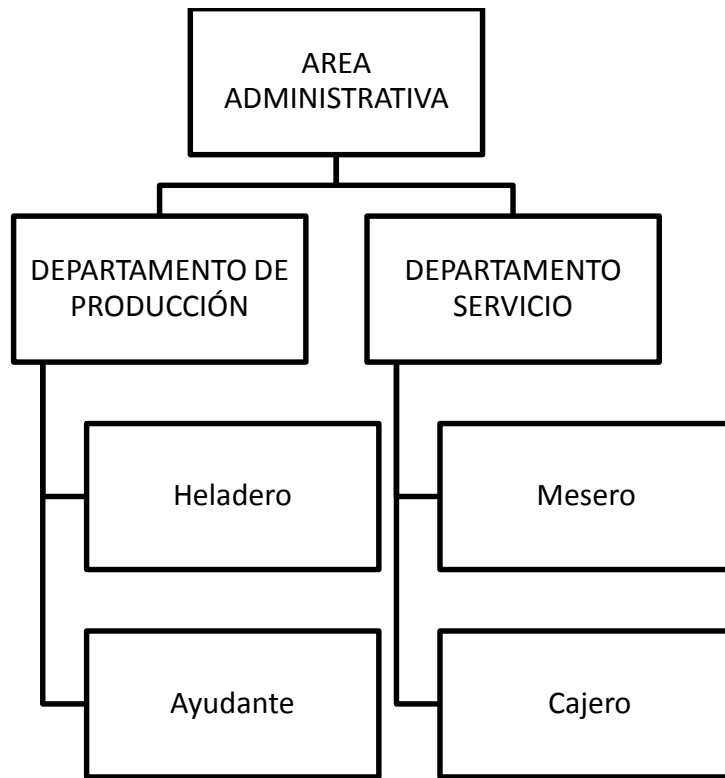 AREA
ADMINISTRATIVA
DEPARTAMENTO DE
PRODUCCIÓN
DEPARTAMENTO
SERVICIO
Heladero
Mesero
Ayudante
Cajero